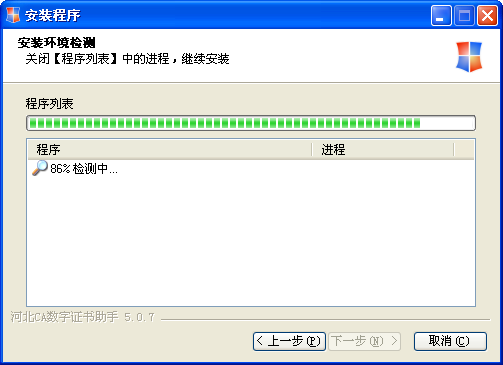 安装程序
安装环境检测
关闭【程序列表】中的进程，继续安装
程序列表
程序 进程
86%检测中...
河北CA数字证书助手 5.0.7
< 上一步(P) 下一步(N) > 取消(C)